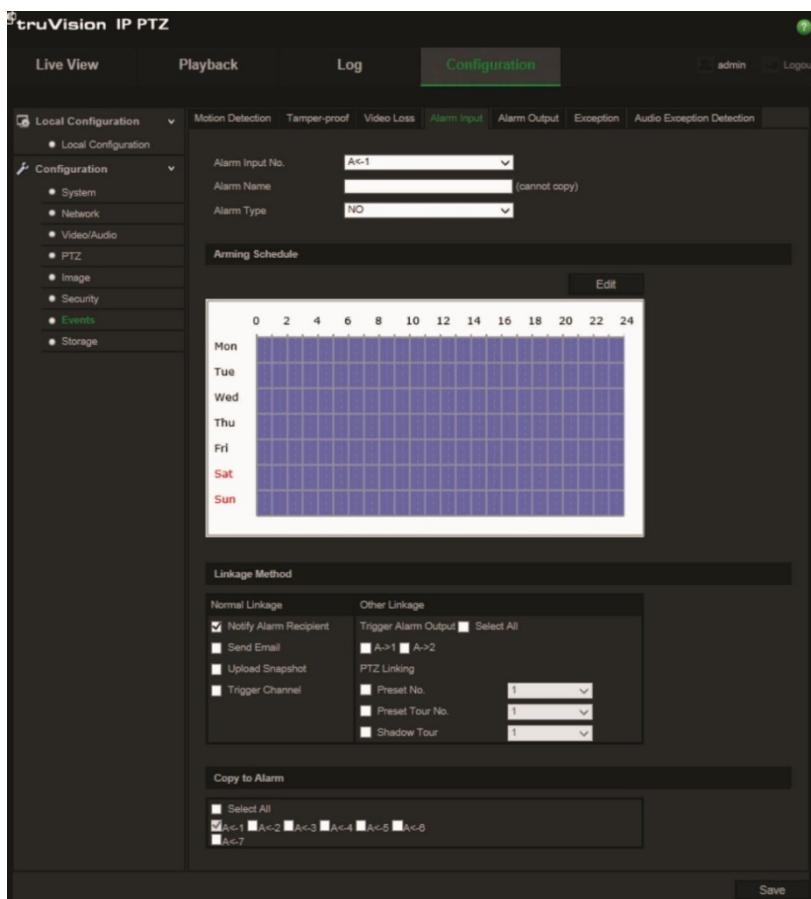 truVision IP PTZ
?
Live View Playback Log Configuration admin Logou
Local Configuration
Local Configuration
Configuration
System
Network
Video/Audio
PTZ
Image
Security
Events
Storage
Motion Detection Tamper-proof Video Loss Alarm Input Alarm Output Exception Audio Exception Detection
Alarm Input No. A<-1
Alarm Name (cannot copy)
Alarm Type NO
Arming Schedule
Edit
0 2 4 6 8 10 12 14 16 18 20 22 24
Mon
Tue
Wed
Thu
Fri
Sat
Sun
Linkage Method
Normal Linkage Other Linkage
Notify Alarm Recipient Trigger Alarm Output Select All
Send Email A->1 A->2
Upload Snapshot PTZ Linking
Trigger Channel Preset No. 1
Preset Tour No. 1
Shadow Tour 1
Copy to Alarm
Select All
A<-1 A<-2 A<-3 A<-4 A<-5 A<-6
A<-7
Save